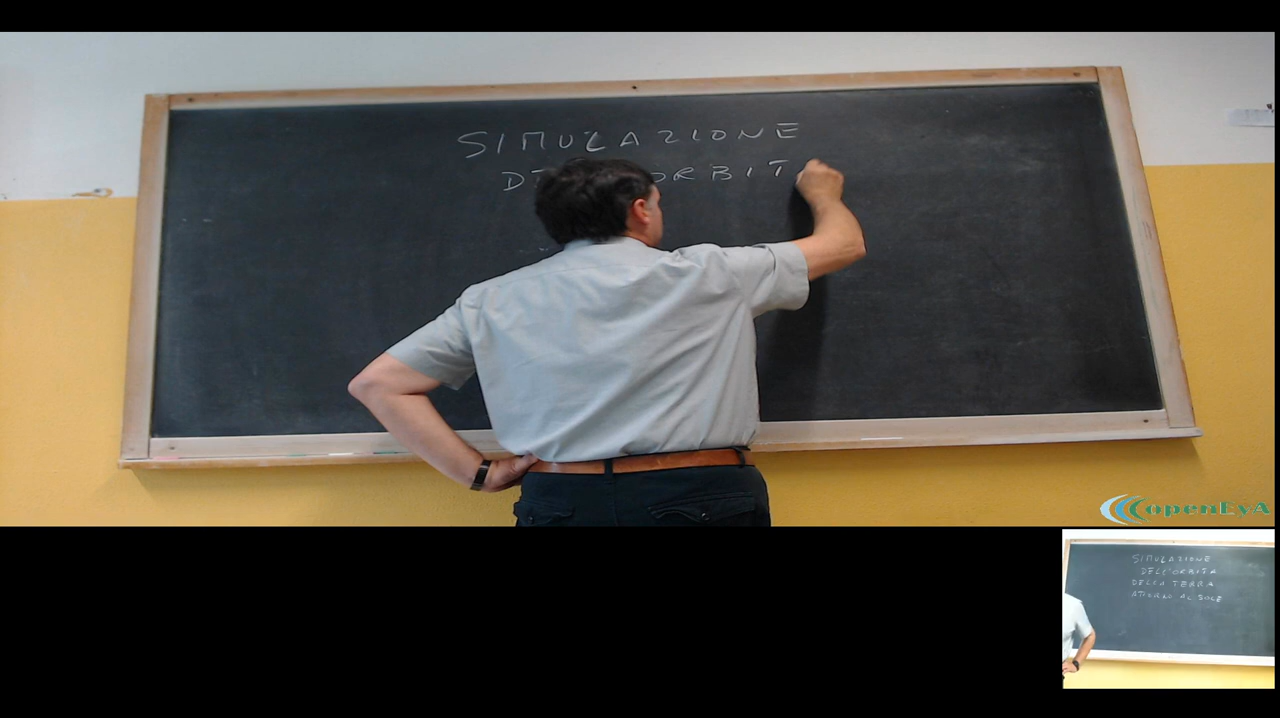 SIMULAZIONE
ORBIT
openEyA
SIMULAZIONE
DELL'ORBITA
DELLA TERRA
ATTORNO AL SOLE